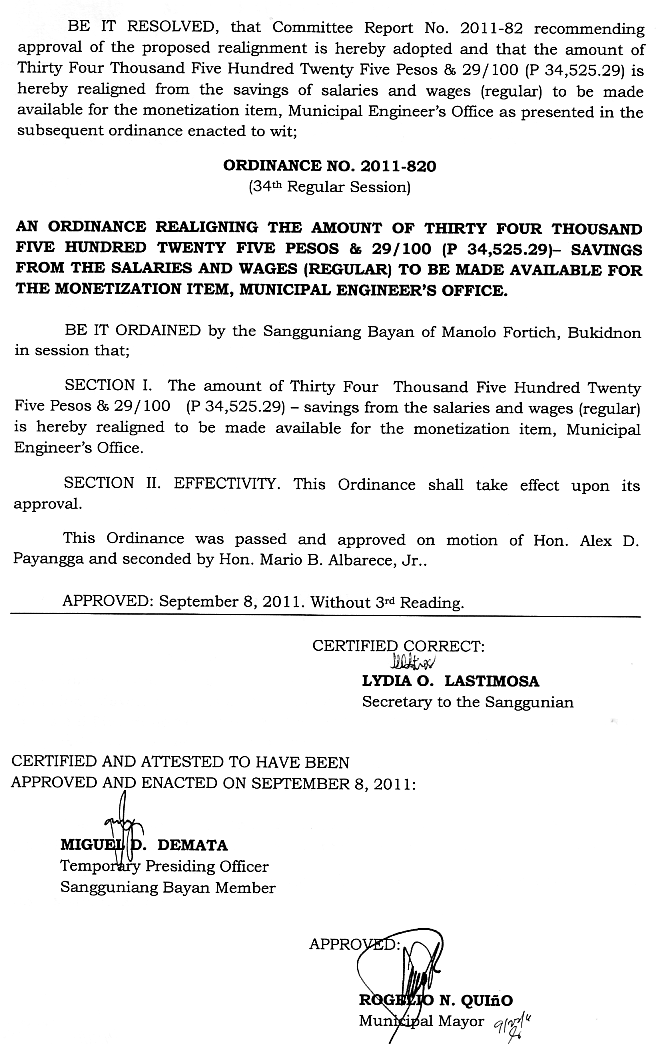 BE IT RESOLVED, that Committee Report No. 2011-82 recommending
approval of the proposed realignment is hereby adopted and that the amount of
Thirty Four Thousand Five Hundred Twenty Five Pesos & 29/100 (P 34,525.29) is
hereby realigned from the savings of salaries and wages (regular) to be made
available for the monetization item, Municipal Engineer's Office as presented in the
subsequent ordinance enacted to wit;
ORDINANCE NO. 2011-820
(34th Regular Session)
AN ORDINANCE REALIGNING THE AMOUNT OF THIRTY FOUR THOUSAND
FIVE HUNDRED TWENTY FIVE PESOS & 29/100 (P 34,525.29)– SAVINGS
FROM THE SALARIES AND WAGES (REGULAR) TO BE MADE AVAILABLE FOR
THE MONETIZATION ITEM, MUNICIPAL ENGINEER'S OFFICE.
BE IT ORDAINED by the Sangguniang Bayan of Manolo Fortich, Bukidnon
in session that;
SECTION I. The amount of Thirty Four Thousand Five Hundred Twenty
Five Pesos & 29/100 (P 34,525.29) – savings from the salaries and wages (regular)
is hereby realigned to be made available for the monetization item, Municipal
Engineer's Office.
SECTION II. EFFECTIVITY. This Ordinance shall take effect upon its
approval.
This Ordinance was passed and approved on motion of Hon. Alex D.
Payangga and seconded by Hon. Mario B. Albarece, Jr..
APPROVED: September 8, 2011. Without 3rd Reading.
CERTIFIED CORRECT:
LYDIA O. LASTIMOSA
Secretary to the Sanggunian
CERTIFIED AND ATTESTED TO HAVE BEEN
APPROVED AND ENACTED ON SEPTEMBER 8, 2011:
MIGUEL D. DEMATA
Temporary Presiding Officer
Sangguniang Bayan Member
APPROVED:
ROGELIO N. QUIñO
Municipal Mayor